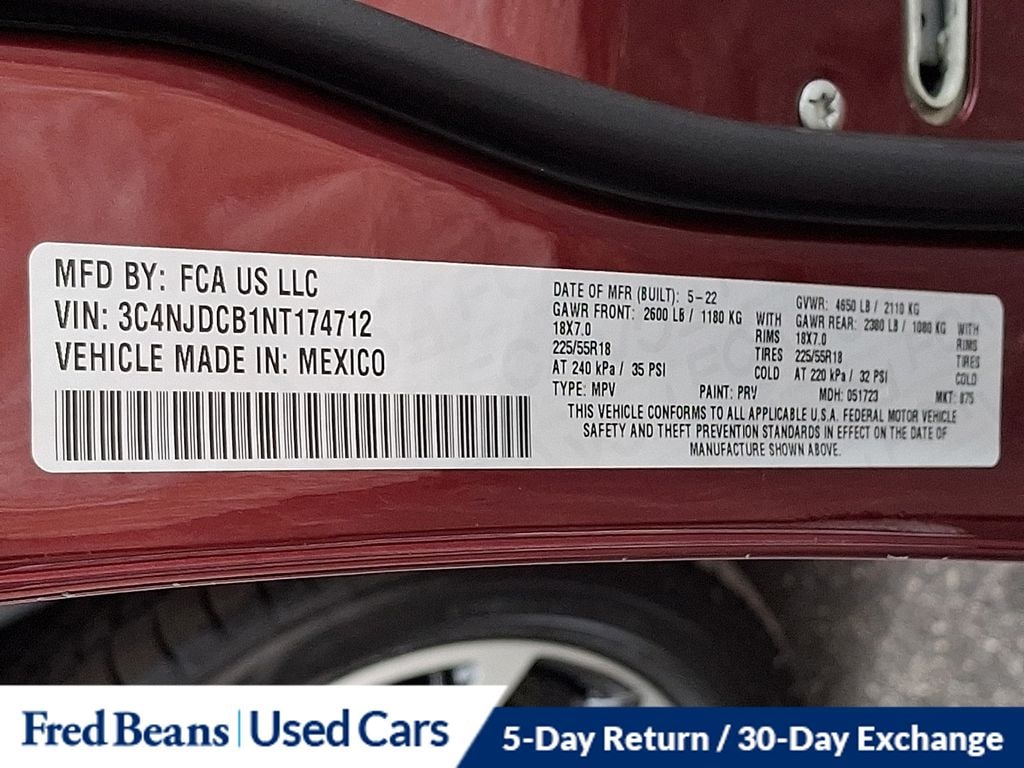 MFD BY: FCA US LLC
VIN: 3C4NJDCB1NT174712
VEHICLE MADE IN: MEXICO
DATE OF MFR (BUILT): 5-22
GAWR FRONT: 2600 LB / 1180 KG WITH
18X7.0 RIMS
225/55R18 TIRES
AT 240 kPa / 35 PSI COLD
GVWR: 4650 LB / 2110 KG
GAWR REAR: 2380 LB / 1080 KG WITH
18X7.0 RIMS
225/55R18 TIRES
AT 220 kPa / 32 PSI COLD
TYPE: MPV PAINT: PRV MDH: 051723 MKT: 875
THIS VEHICLE CONFORMS TO ALL APPLICABLE U.S.A. FEDERAL MOTOR VEHICLE
SAFETY AND THEFT PREVENTION STANDARDS IN EFFECT ON THE DATE OF
MANUFACTURE SHOWN ABOVE.
Fred Beans | Used Cars
5-Day Return / 30-Day Exchange